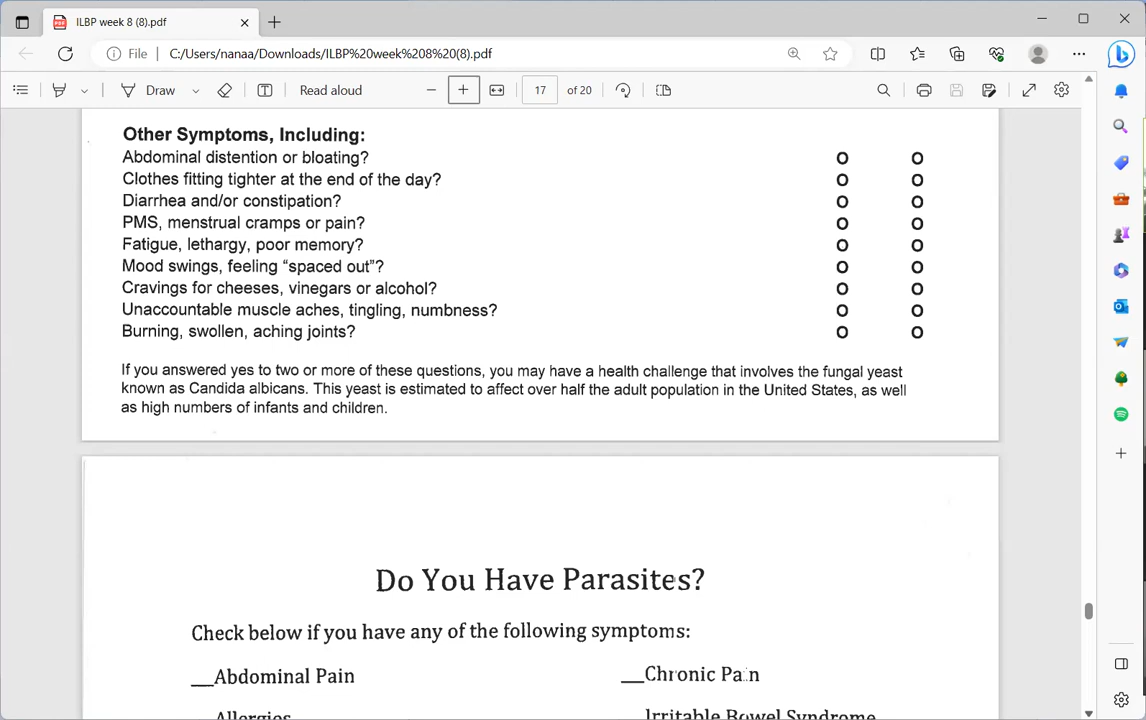 ILBP week 8 (8).pdf
File C:/Users/nanaa/Downloads/ILBP%20week%208%20(8).pdf
Draw Read aloud 17 of 20
Other Symptoms, Including:
Abdominal distention or bloating? O O
Clothes fitting tighter at the end of the day? O O
Diarrhea and/or constipation? O O
PMS, menstrual cramps or pain? O O
Fatigue, lethargy, poor memory? O O
Mood swings, feeling “spaced out”? O O
Cravings for cheeses, vinegars or alcohol? O O
Unaccountable muscle aches, tingling, numbness? O O
Burning, swollen, aching joints? O O
If you answered yes to two or more of these questions, you may have a health challenge that involves the fungal yeast
known as Candida albicans. This yeast is estimated to affect over half the adult population in the United States, as well
as high numbers of infants and children.
Do You Have Parasites?
Check below if you have any of the following symptoms:
__Abdominal Pain __Chronic Pain
Allergies Irritable Bowel Syndrome